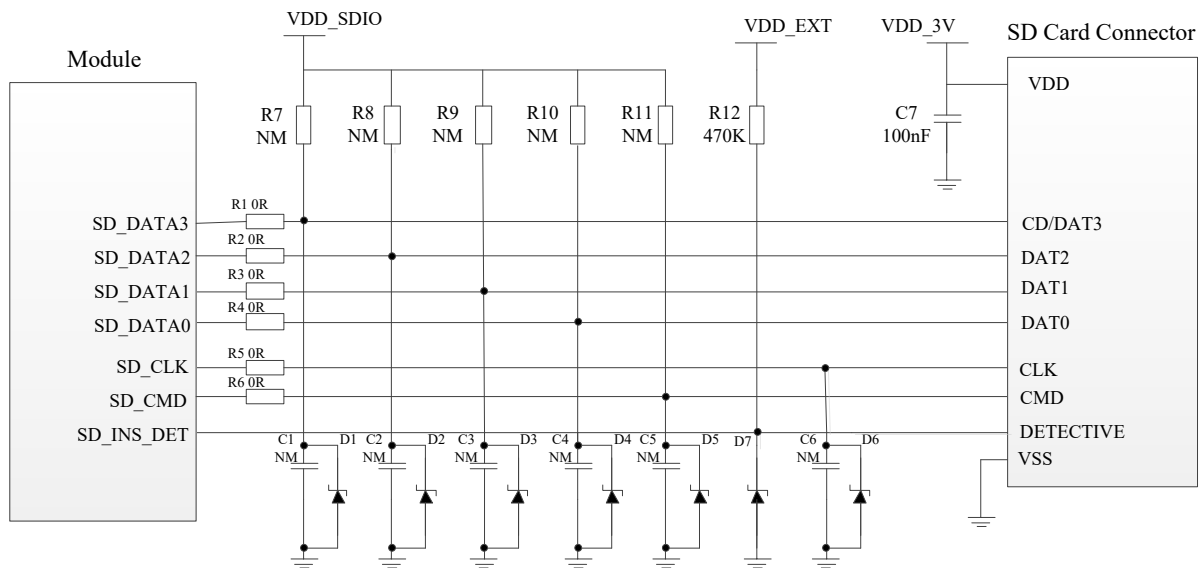 VDD_SDIO
VDD_EXT
VDD_3V
SD Card Connector
Module
VDD
R7
NM
R8
NM
R9
NM
R10
NM
R11
NM
R12
470K
C7
100nF
R1 0R
SD_DATA3
CD/DAT3
R2 0R
SD_DATA2
DAT2
R3 0R
SD_DATA1
DAT1
R4 0R
SD_DATA0
DAT0
R5 0R
SD_CLK
CLK
R6 0R
SD_CMD
CMD
SD_INS_DET
DETECTIVE
VSS
C1
NM
D1
C2
NM
D2
C3
NM
D3
C4
NM
D4
C5
NM
D5
D7
C6
NM
D6